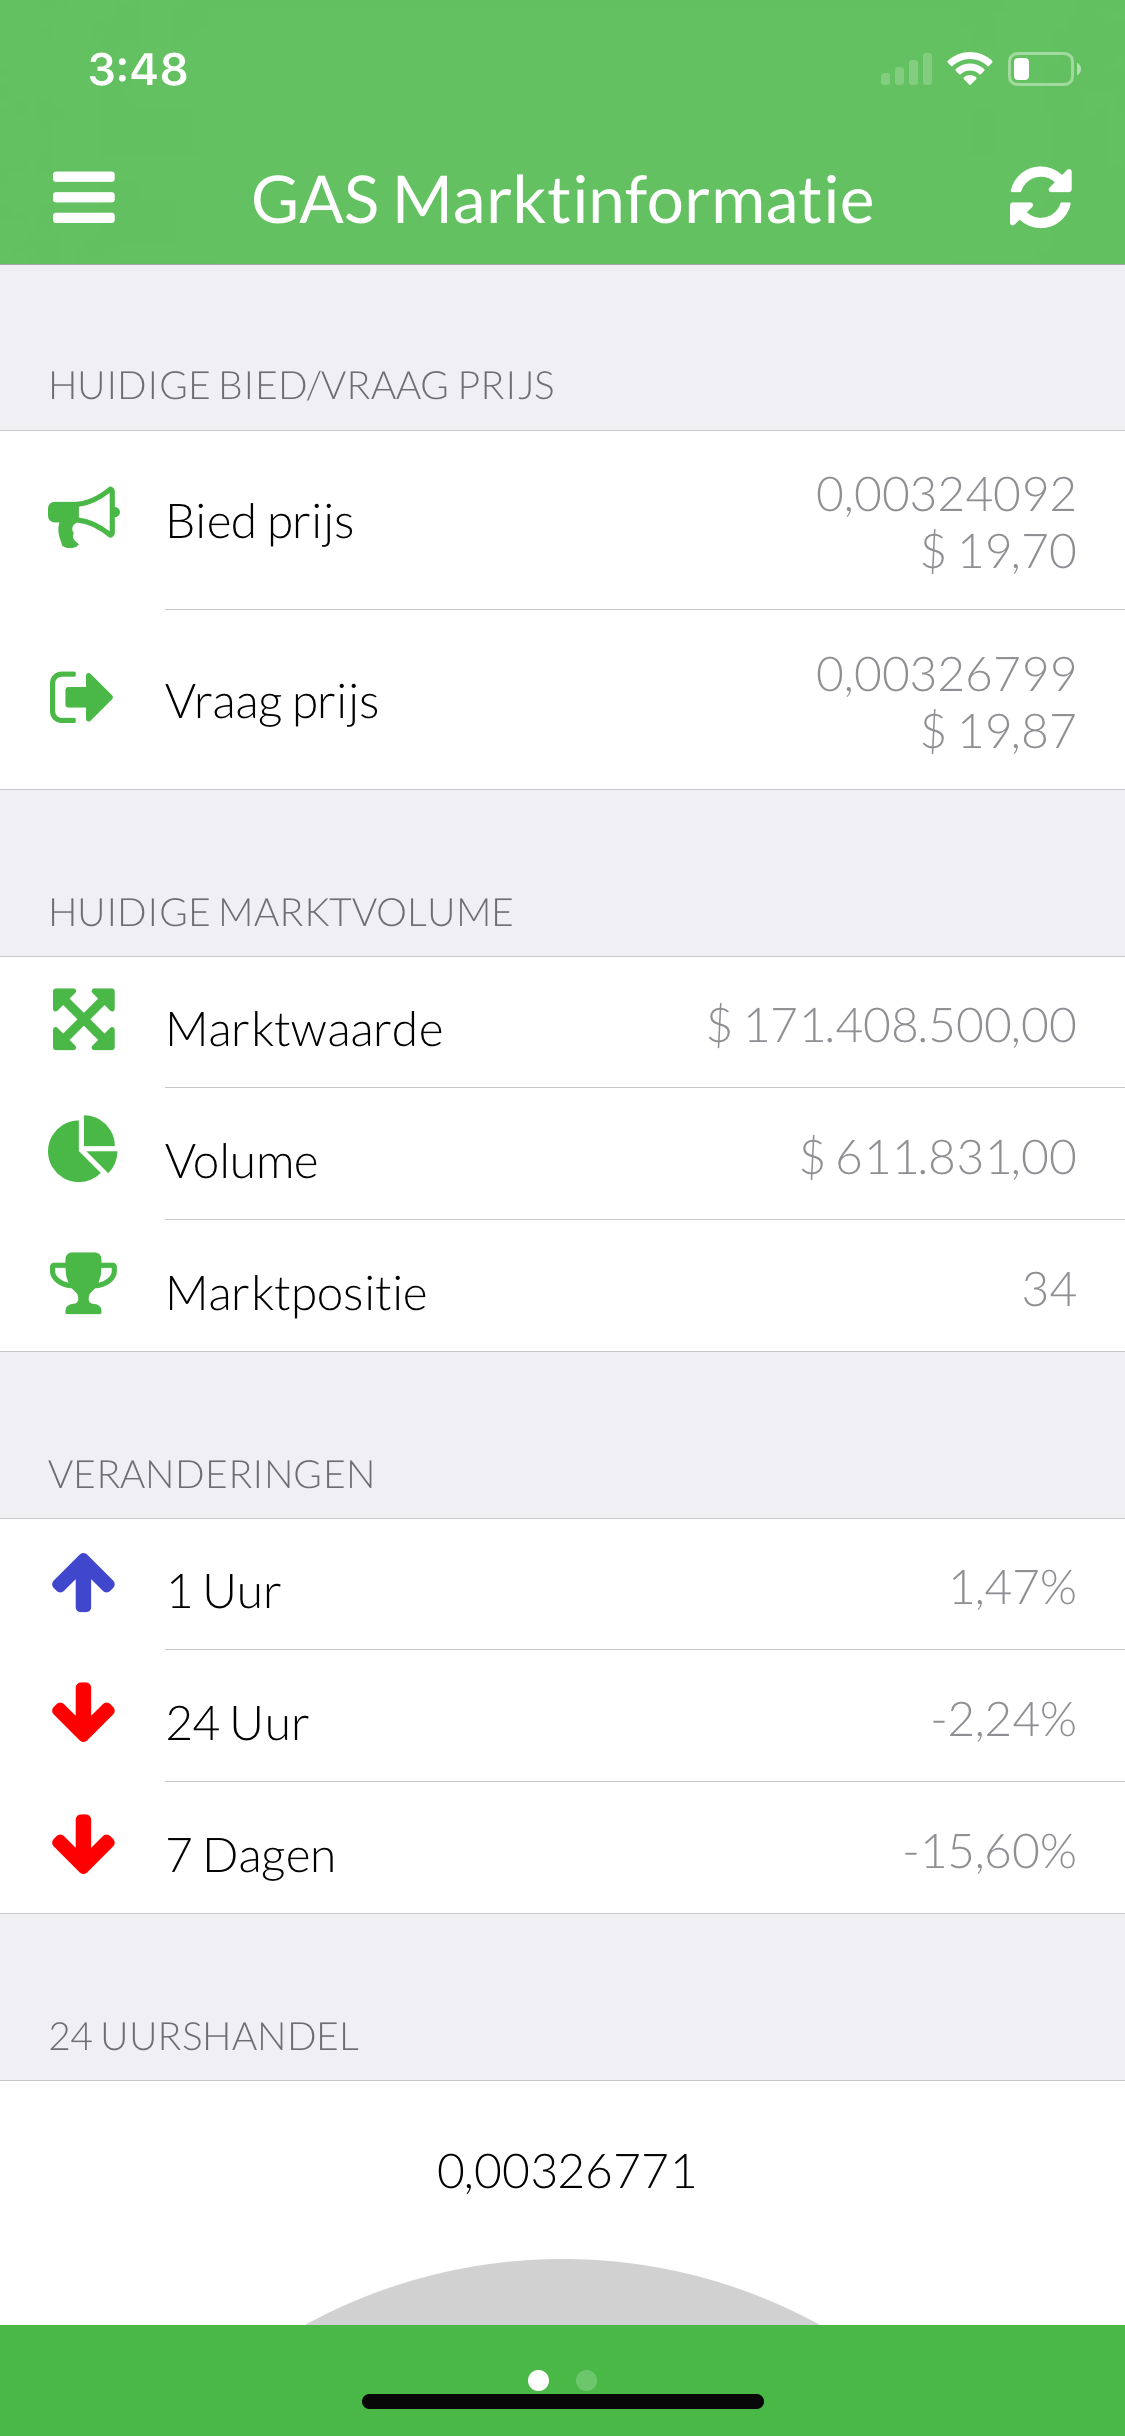 3:48
GAS Marktinformatie
HUIDIGE BIED/VRAAG PRIJS
Bied prijs
0,00324092
$ 19,70
Vraag prijs
0,00326799
$ 19,87
HUIDIGE MARKTVOLUME
Marktwaarde $ 171.408.500,00
Volume $ 611.831,00
Marktpositie 34
VERANDERINGEN
1 Uur 1,47%
24 Uur -2,24%
7 Dagen -15,60%
24 UURSHANDEL
0,00326771